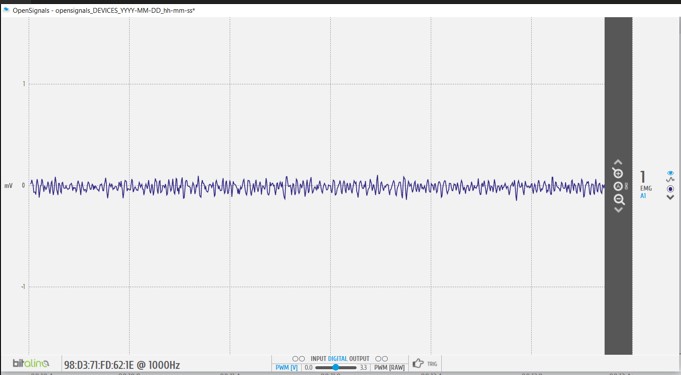 OpenSignals - opensignals_DEVICES_YYYY-MM-DD_hh-mm-ss*
1
mV 0
-1
1
EMG
A1
bitalino
98:D3:71:FD:62:1E @ 1000Hz
INPUT DIGITAL OUTPUT
PWM [V] 0.0 3.3 PWM [RAW]
TRIG